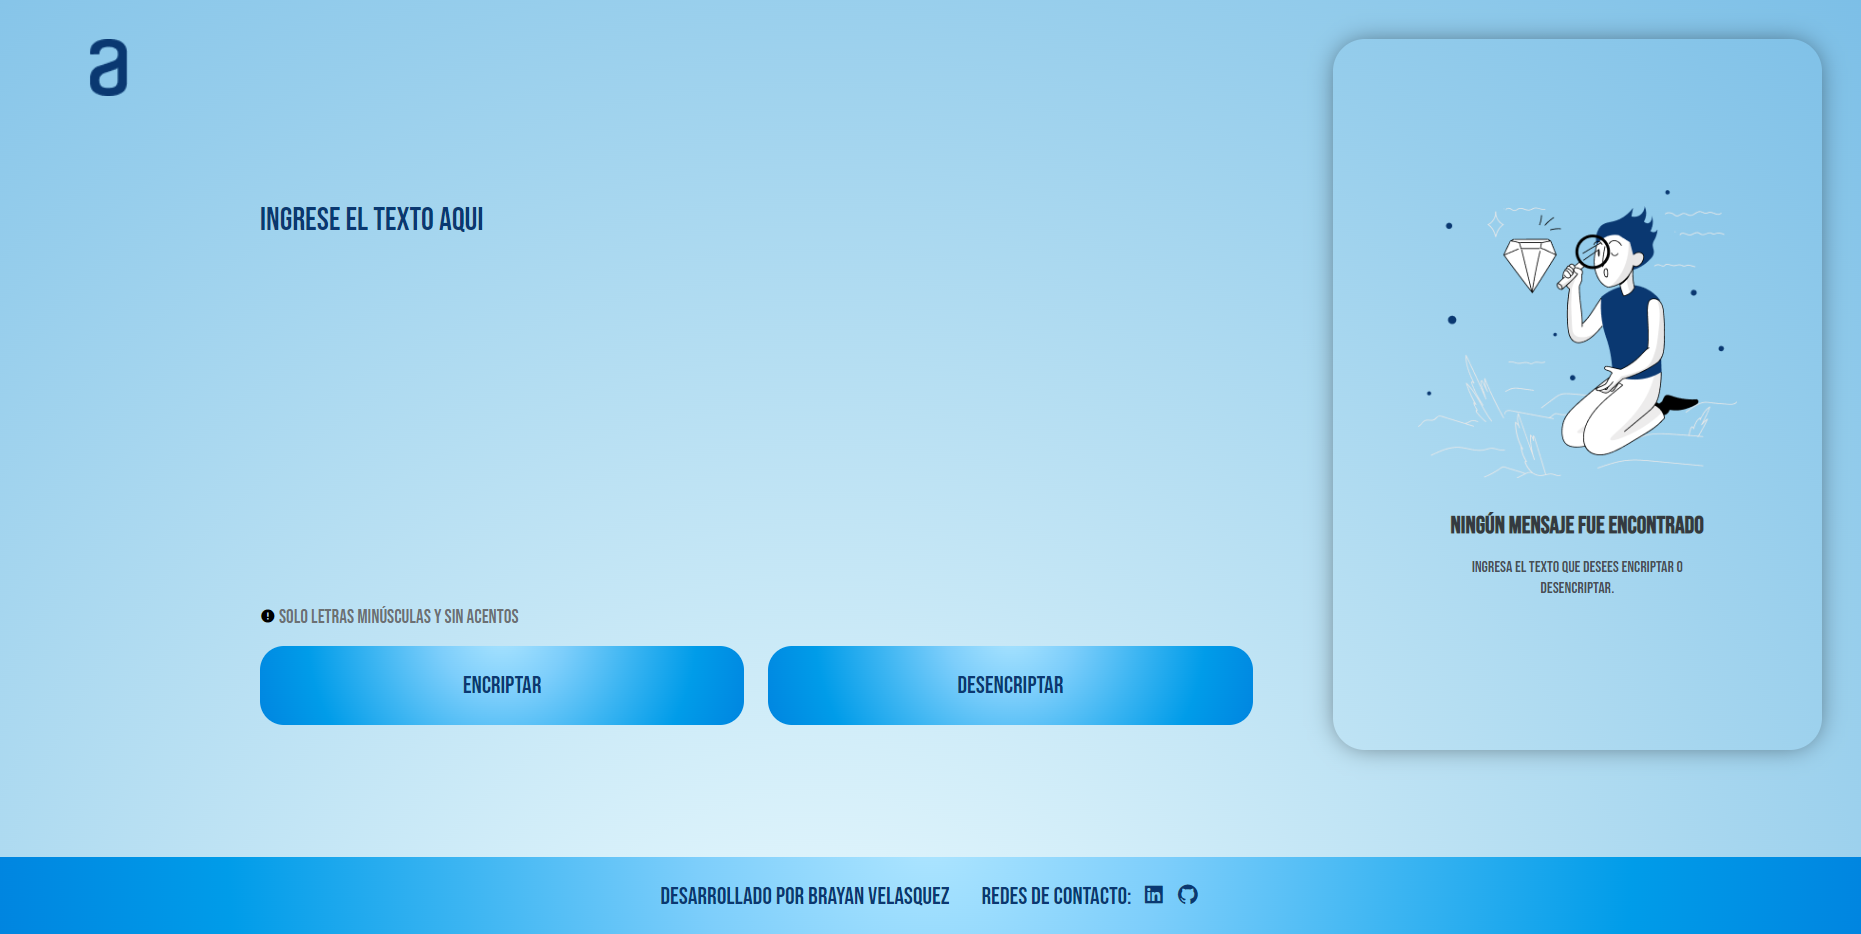 a
INGRESE EL TEXTO AQUI
NINGÚN MENSAJE FUE ENCONTRADO
INGRESA EL TEXTO QUE DESEES ENCRIPTAR O
DESENCRIPTAR.
SOLO LETRAS MINÚSCULAS Y SIN ACENTOS
ENCRIPTAR
DESENCRIPTAR
DESARROLLADO POR BRAYAN VELASQUEZ
REDES DE CONTACTO: in